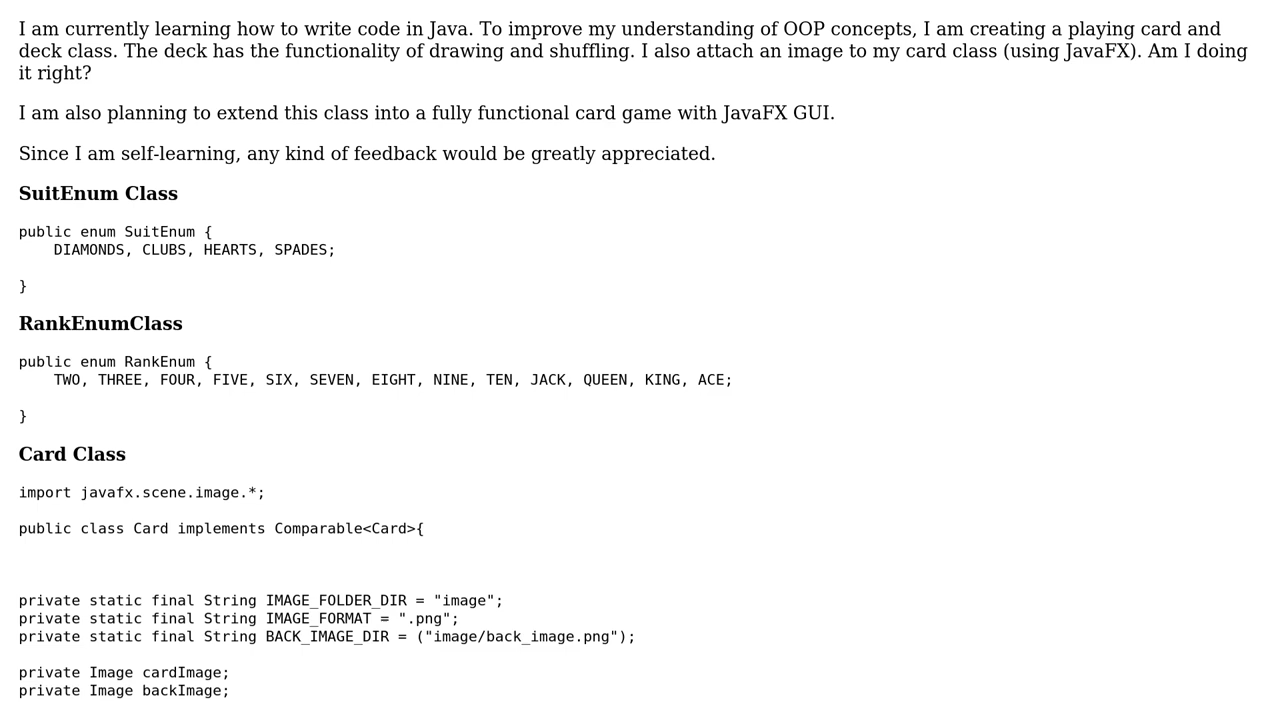 I am currently learning how to write code in Java. To improve my understanding of OOP concepts, I am creating a playing card and
deck class. The deck has the functionality of drawing and shuffling. I also attach an image to my card class (using JavaFX). Am I doing
it right?
I am also planning to extend this class into a fully functional card game with JavaFX GUI.
Since I am self-learning, any kind of feedback would be greatly appreciated.
SuitEnum Class
public enum SuitEnum {
    DIAMONDS, CLUBS, HEARTS, SPADES;
}
RankEnumClass
public enum RankEnum {
    TWO, THREE, FOUR, FIVE, SIX, SEVEN, EIGHT, NINE, TEN, JACK, QUEEN, KING, ACE;
}
Card Class
import javafx.scene.image.*;
public class Card implements Comparable<Card>{
private static final String IMAGE_FOLDER_DIR = "image";
private static final String IMAGE_FORMAT = ".png";
private static final String BACK_IMAGE_DIR = ("image/back_image.png");
private Image cardImage;
private Image backImage;